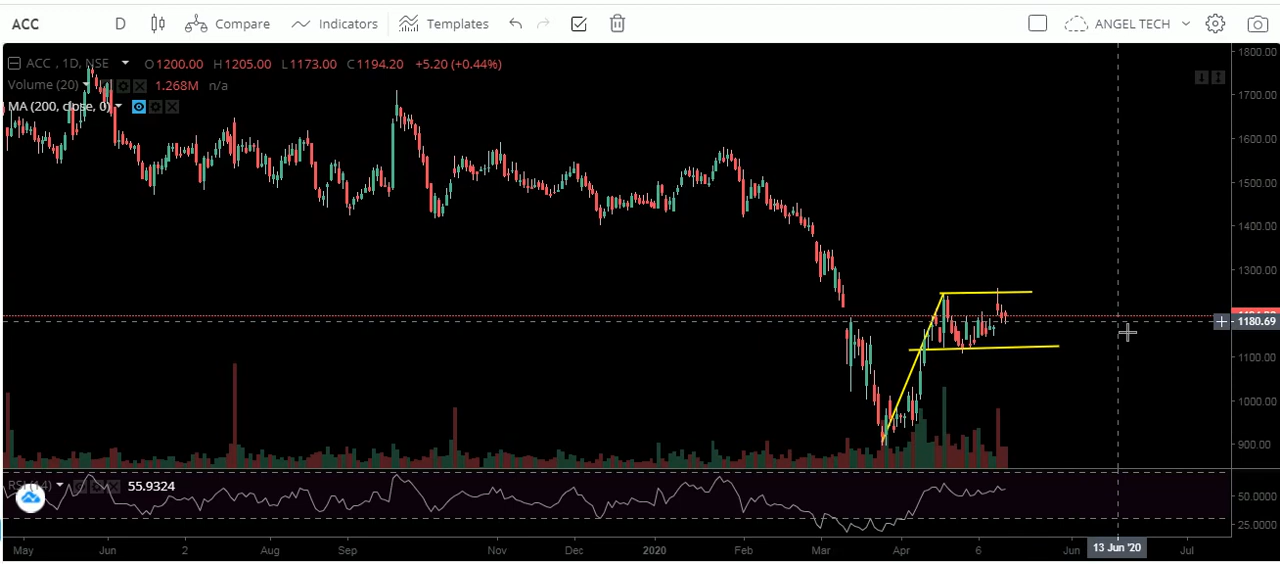 ACC D Compare Indicators Templates ANGEL TECH
ACC , 1D, NSE O1200.00 H1205.00 L1173.00 C1194.20 +5.20 (+0.44%)
Volume (20) 1.268M n/a
MA (200, close, 0)
1800.00
1700.00
1600.00
1500.00
1400.00
1300.00
1180.69
1100.00
1000.00
900.00
RSI (14) 55.9324
50.0000
25.0000
May Jun 2 Aug Sep Nov Dec 2020 Feb Mar Apr 6 Jun 13 Jun '20 Jul